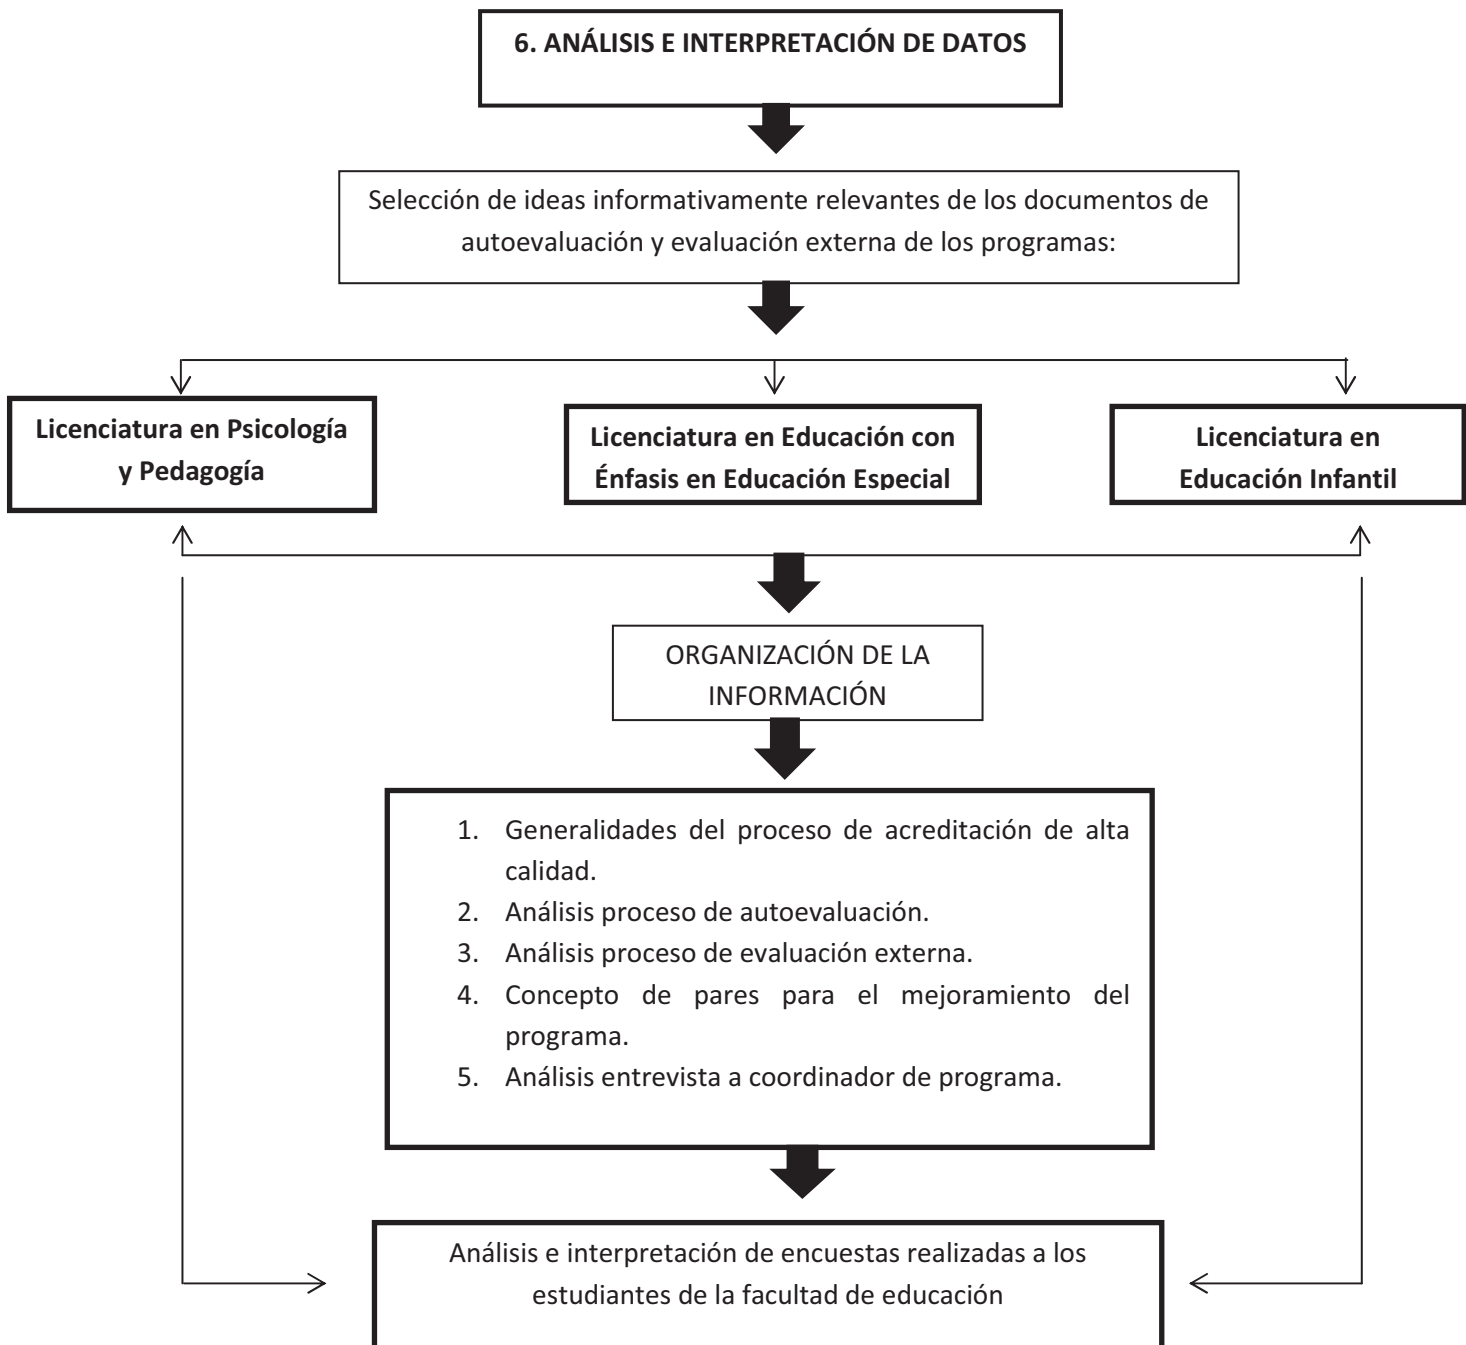 6. ANÁLISIS E INTERPRETACIÓN DE DATOS
Selección de ideas informativamente relevantes de los documentos de
autoevaluación y evaluación externa de los programas:
Licenciatura en Psicología
y Pedagogía
Licenciatura en Educación con
Énfasis en Educación Especial
Licenciatura en
Educación Infantil
ORGANIZACIÓN DE LA
INFORMACIÓN
1. Generalidades del proceso de acreditación de alta
calidad.
2. Análisis proceso de autoevaluación.
3. Análisis proceso de evaluación externa.
4. Concepto de pares para el mejoramiento del
programa.
5. Análisis entrevista a coordinador de programa.
Análisis e interpretación de encuestas realizadas a los
estudiantes de la facultad de educación